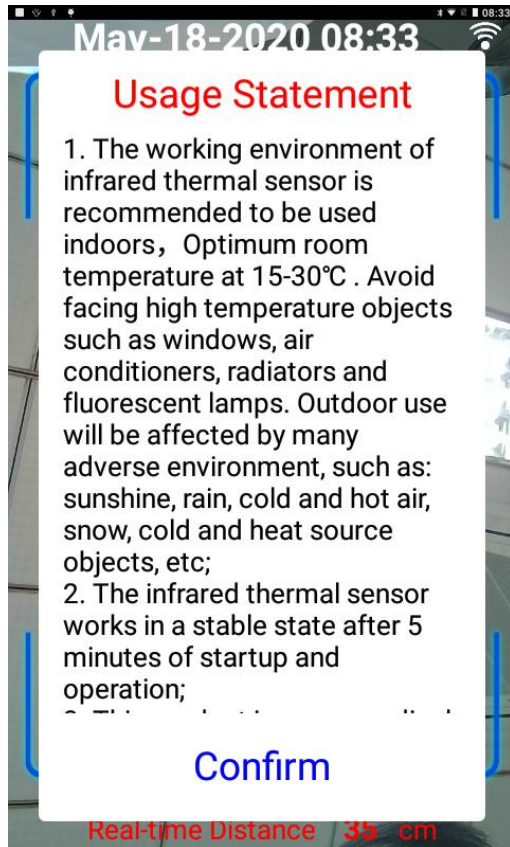 08:33
May-18-2020 08:33
Usage Statement
1. The working environment of
infrared thermal sensor is
recommended to be used
indoors，Optimum room
temperature at 15-30℃ . Avoid
facing high temperature objects
such as windows, air
conditioners, radiators and
fluorescent lamps. Outdoor use
will be affected by many
adverse environment, such as:
sunshine, rain, cold and hot air,
snow, cold and heat source
objects, etc;
2. The infrared thermal sensor
works in a stable state after 5
minutes of startup and
operation;
Confirm
Real-time Distance 35 cm